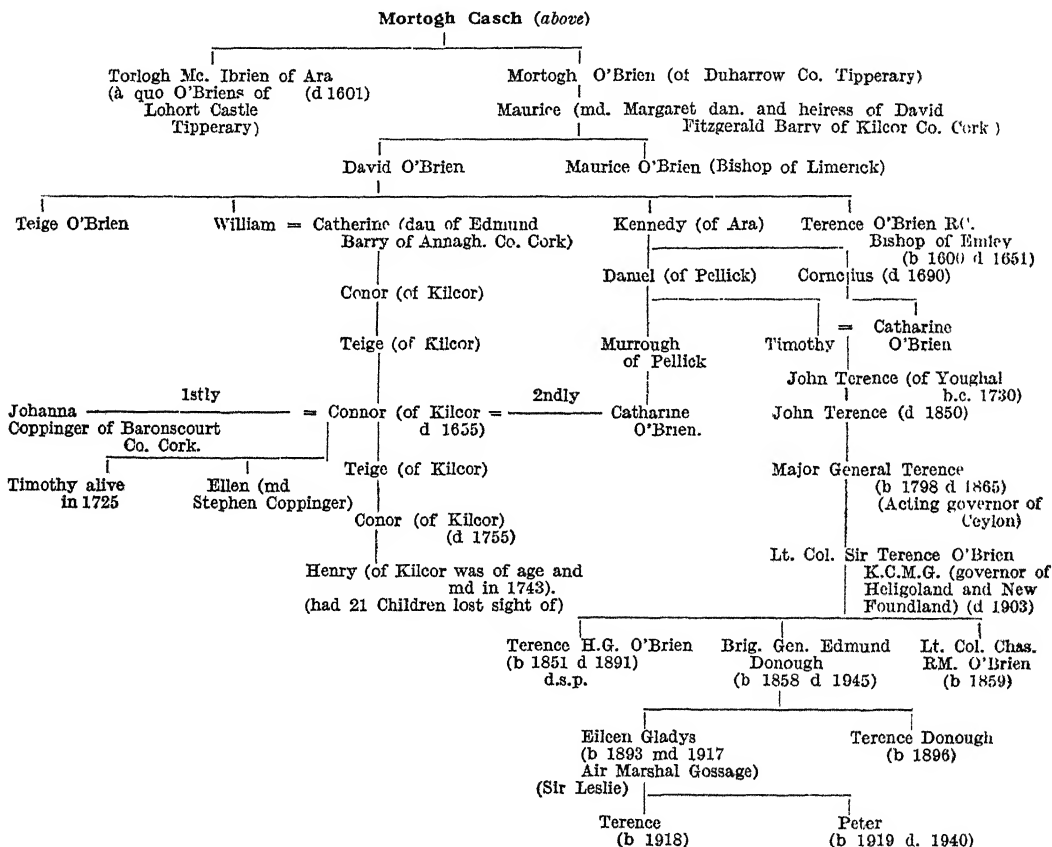 Mortogh Casch (above)
Torlogh Mc. Ibrien of Ara
(à quo O'Briens of (d 1601)
Lohort Castle
Tipperary)
Mortogh O'Brien (of Duharrow Co. Tipperary)
Maurice (md. Margaret dau. and heiress of David
Fitzgerald Barry of Kilcor Co. Cork )
David O'Brien
Maurice O'Brien (Bishop of Limerick)
Teige O'Brien
William = Catherine (dau of Edmund
Barry of Annagh. Co. Cork)
Kennedy (of Ara)
Terence O'Brien RC.
Bishop of Emley
(b 1600 d 1651)
Daniel (of Pellick)
Cornelius (d 1690)
Conor (of Kilcor)
Teige (of Kilcor)
Murrough
of Pellick
Timothy = Catharine
O'Brien
John Terence (of Youghal
b.c. 1730)
1stly
2ndly
Johanna = Connor (of Kilcor = Catharine
Coppinger of Baronscourt d 1655) O'Brien.
Co. Cork.
John Terence (d 1850)
Timothy alive
in 1725
Ellen (md
Stephen Coppinger)
Teige (of Kilcor)
Major General Terence
(b 1798 d 1865)
(Acting governor of
Ceylon)
Conor (of Kilcor)
(d 1755)
Henry (of Kilcor was of age and
md in 1743).
(had 21 Children lost sight of)
Lt. Col. Sir Terence O'Brien
K.C.M.G. (governor of
Heligoland and New
Foundland) (d 1903)
Terence H.G. O'Brien
(b 1851 d 1891)
d.s.p.
Brig. Gen. Edmund
Donough
(b 1858 d 1945)
Lt. Col. Chas.
RM. O'Brien
(b 1859)
Eileen Gladys
(b 1893 md 1917
Air Marshal Gossage)
(Sir Leslie)
Terence Donough
(b 1896)
Terence
(b 1918)
Peter
(b 1919 d. 1940)